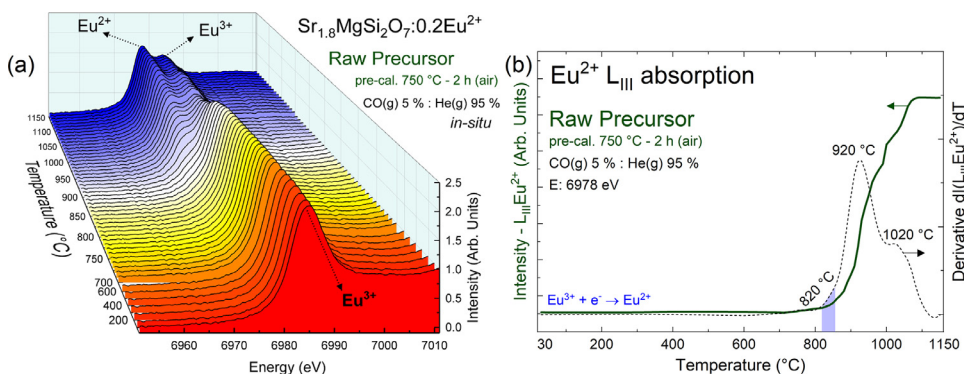 (a)
Eu2+
Eu3+
Sr1.8MgSi2O7:0.2Eu2+
Raw Precursor
pre-cal. 750 °C - 2 h (air)
CO(g) 5 % : He(g) 95 %
in-situ
1150
1100
1050
1000
950
900
850
800
750
700
600
400
200
Temperature (°C)
Eu3+
2.5
2.0
1.5
1.0
0.5
0.0
Intensity (Arb. Units)
6960
6970
6980
6990
7000
7010
Energy (eV)
(b)
Eu2+ LIII absorption
Raw Precursor
pre-cal. 750 °C - 2 h (air)
CO(g) 5 % : He(g) 95 %
E: 6978 eV
920 °C
1020 °C
820 °C
Eu3+ + e- → Eu2+
Intensity - LIIIEu2+ (Arb. Units)
Derivative dI(LIIIEu2+)/dT
30
200
400
600
800
1000
1150
Temperature (°C)